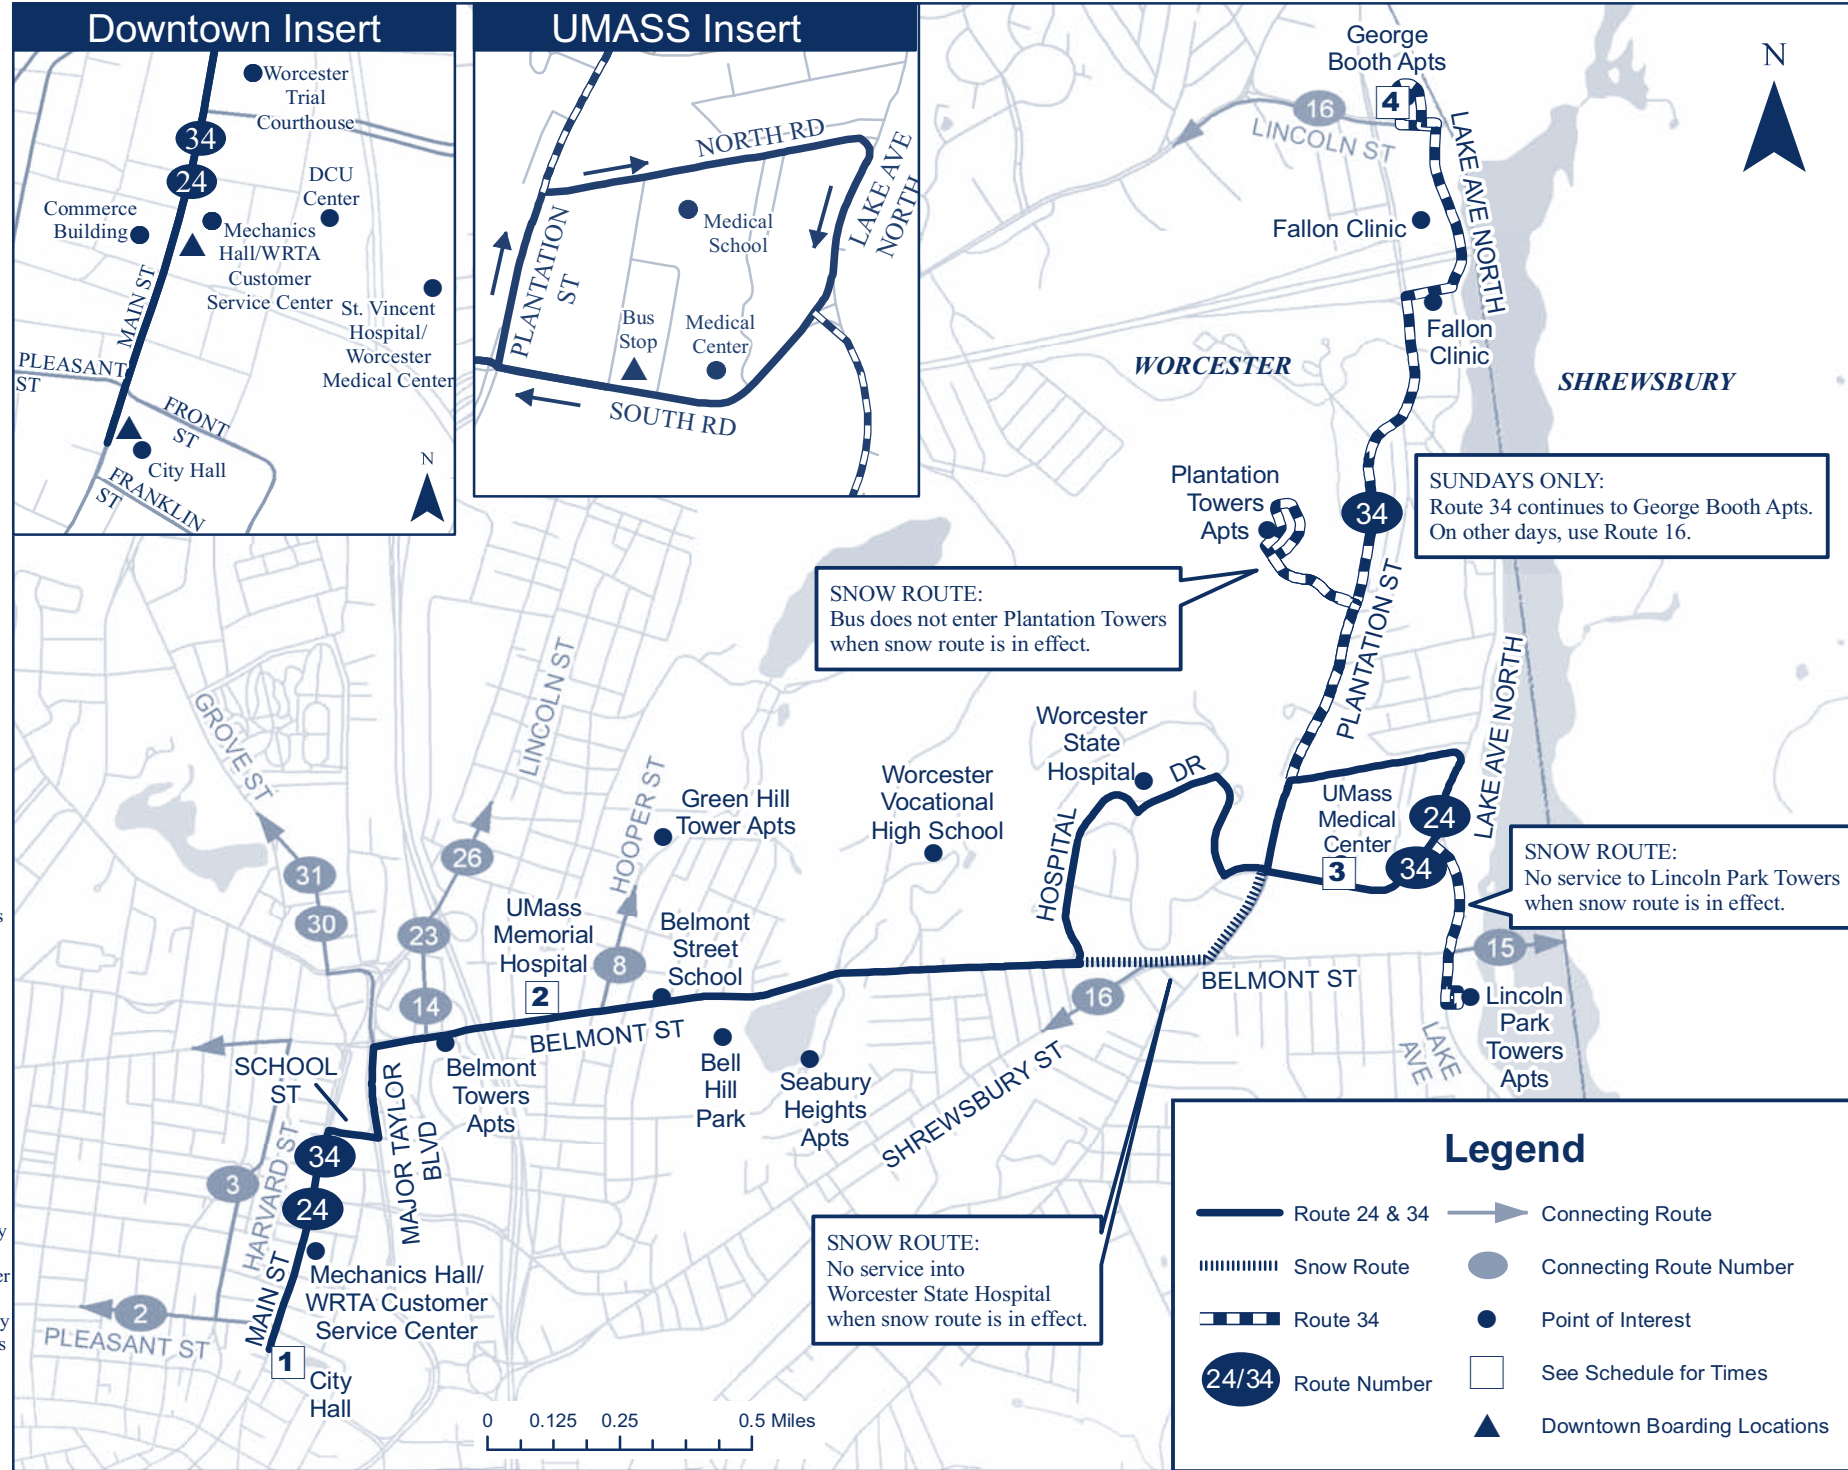 Downtown Insert
Worcester
Trial
Courthouse
34
24
DCU
Center
Commerce
Building
Mechanics
Hall/WRTA
Customer
Service Center
St. Vincent
Hospital/
Worcester
Medical Center
MAIN ST
PLEASANT
ST
FRONT
ST
City Hall
FRANKLIN
ST
N
UMASS Insert
NORTH RD
LAKE AVE
NORTH
PLANTATION
ST
Medical
School
Bus
Stop
Medical
Center
SOUTH RD
George
Booth Apts
4
16
LINCOLN ST
LAKE AVE NORTH
N
Fallon Clinic
Fallon
Clinic
WORCESTER
SHREWSBURY
Plantation
Towers
Apts
34
SUNDAYS ONLY:
Route 34 continues to George Booth Apts.
On other days, use Route 16.
SNOW ROUTE:
Bus does not enter Plantation Towers
when snow route is in effect.
PLANTATION ST
LAKE AVE NORTH
GROVE ST
LINCOLN ST
HOOPER ST
Green Hill
Tower Apts
Worcester
Vocational
High School
Worcester
State
Hospital
HOSPITAL
DR
UMass
Medical
Center
3
24
34
SNOW ROUTE:
No service to Lincoln Park Towers
when snow route is in effect.
31
30
26
23
14
8
UMass
Memorial
Hospital
2
Belmont
Street
School
BELMONT ST
16
BELMONT ST
15
Lincoln
Park
Towers
Apts
LAKE
AVE
SCHOOL
ST
Belmont
Towers
Apts
Bell
Hill
Park
Seabury
Heights
Apts
SHREWSBURY ST
MAJOR TAYLOR
BLVD
34
24
3
HARVARD ST
MAIN ST
Mechanics Hall/
WRTA Customer
Service Center
2
PLEASANT ST
1
City
Hall
SNOW ROUTE:
No service into
Worcester State Hospital
when snow route is in effect.
0 0.125 0.25 0.5 Miles
Legend
Route 24 & 34
Connecting Route
Snow Route
Connecting Route Number
Route 34
Point of Interest
24/34
Route Number
See Schedule for Times
Downtown Boarding Locations